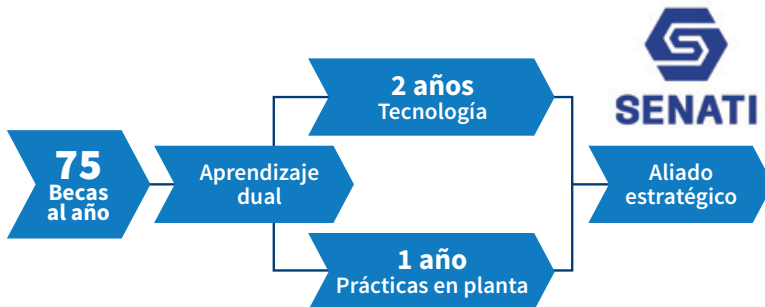 75
Becas
al año
Aprendizaje
dual
2 años
Tecnología
1 año
Prácticas en planta
SENATI
Aliado
estratégico